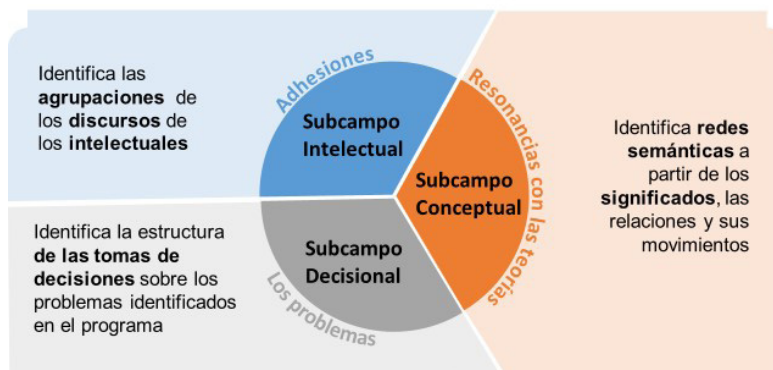 Identifica las
agrupaciones de
los discursos de
los intelectuales
Adhesiones
Subcampo
Intelectual
Resonancias con las teorías
Subcampo
Conceptual
Identifica redes
semánticas a
partir de los
significados, las
relaciones y sus
movimientos
Identifica la estructura
de las tomas de
decisiones sobre los
problemas identificados
en el programa
Subcampo
Decisional
Los problemas